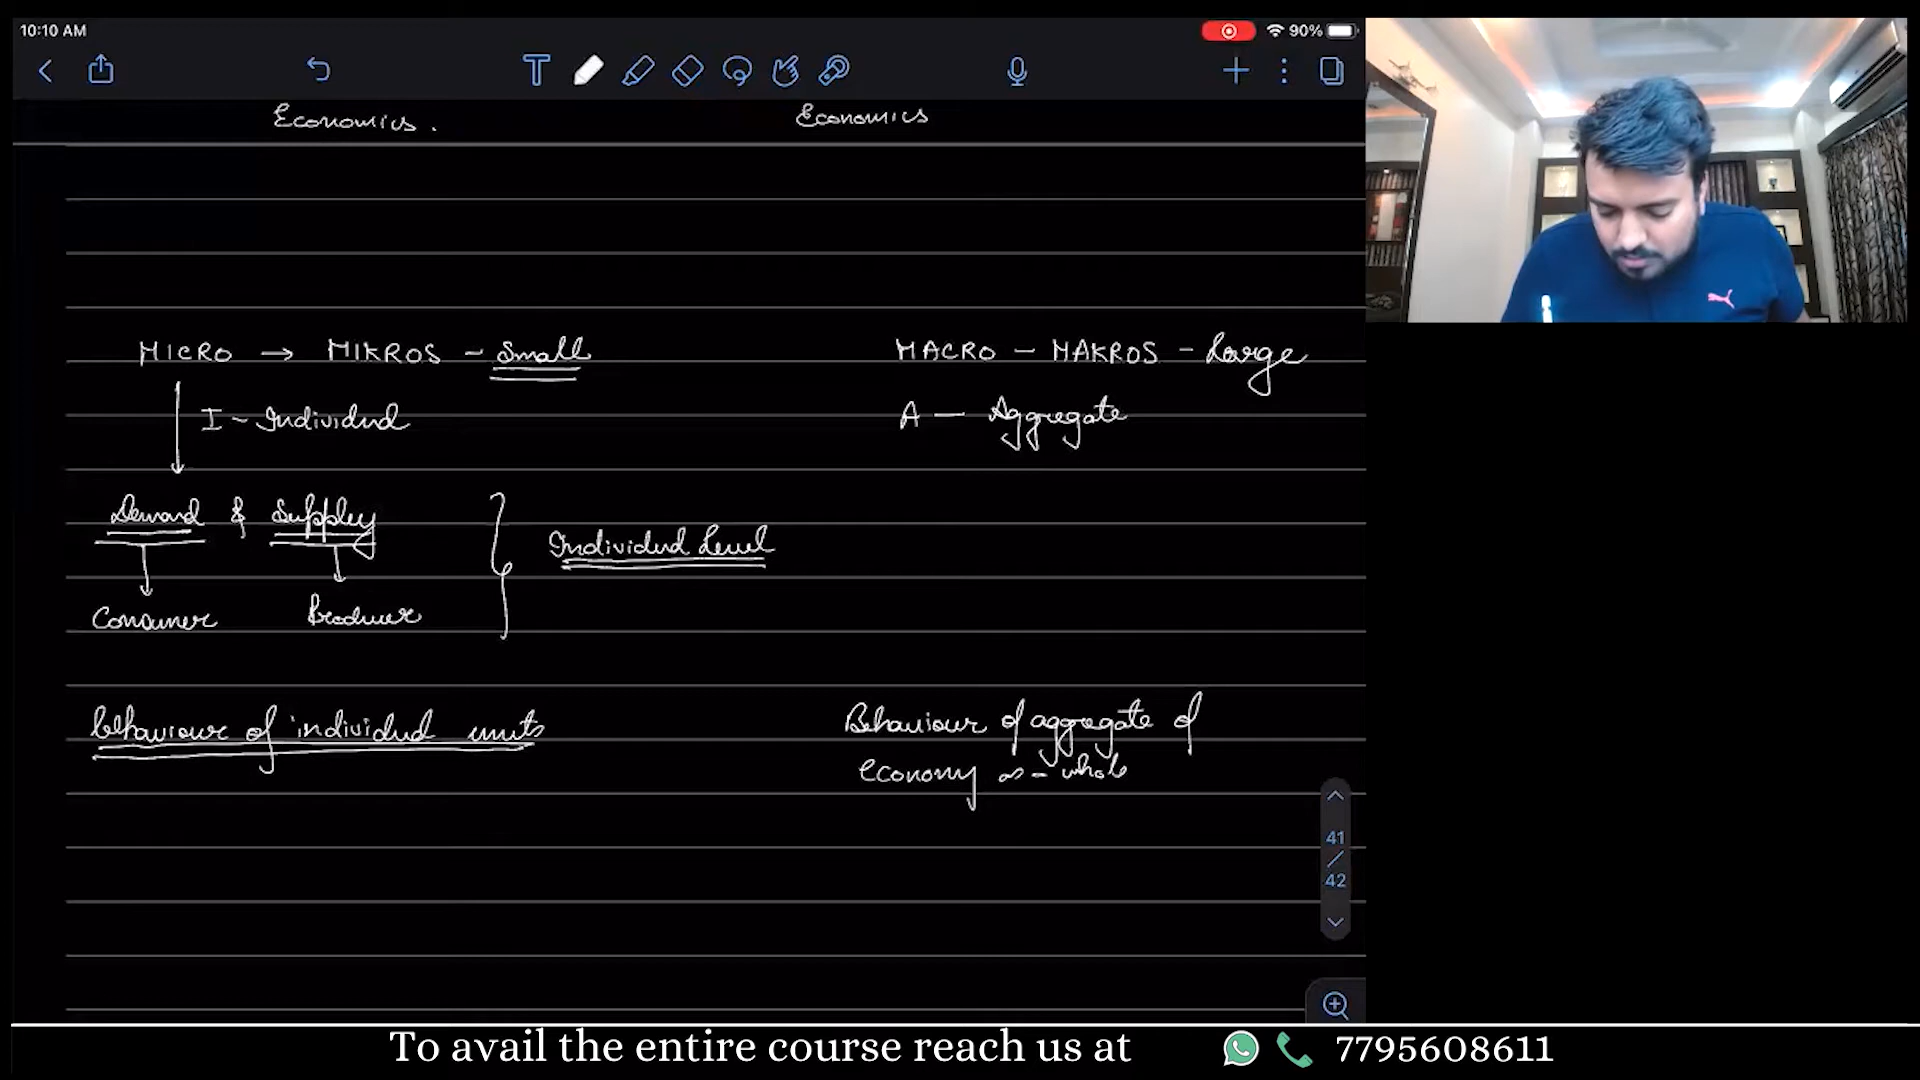 10:10 AM
90%
Economics.
Economics
MICRO → MIKROS - Small
MACRO - MAKROS - Large
I - Individual
A - Aggregate
Demand & Supply
Individual Level
Consumer
Producer
behaviour of individual units
Behaviour of aggregate of
economy as-whole
41
/
42
To avail the entire course reach us at 7795608611